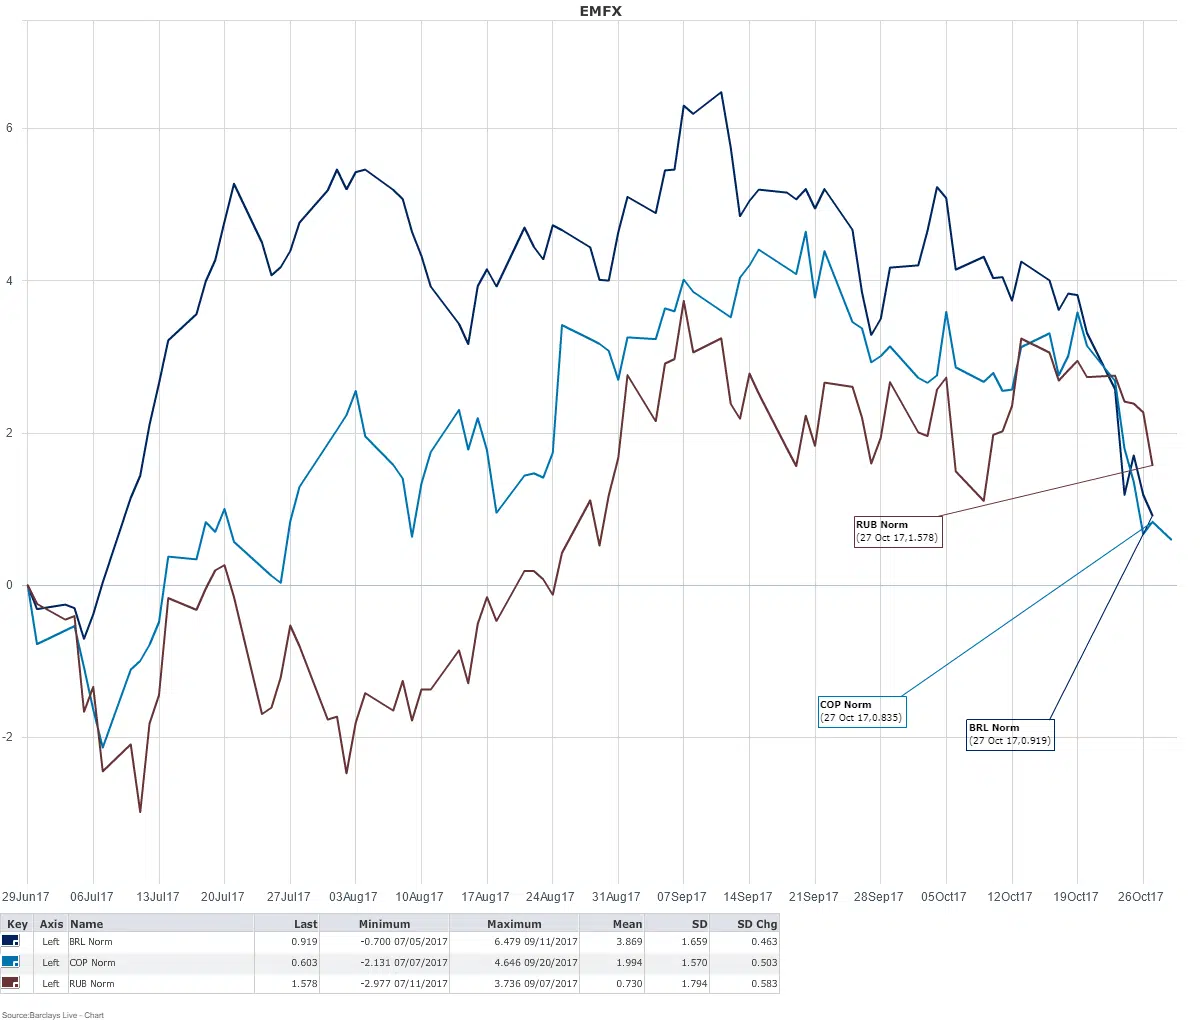 EMFX
6
4
2
0
-2
RUB Norm
(27 Oct 17,1.578)
COP Norm
(27 Oct 17,0.835)
BRL Norm
(27 Oct 17,0.919)
29Jun17 06Jul17 13Jul17 20Jul17 27Jul17 03Aug17 10Aug17 17Aug17 24Aug17 31Aug17 07Sep17 14Sep17 21Sep17 28Sep17 05Oct17 12Oct17 19Oct17 26Oct17
Key Axis Name Last Minimum Maximum Mean SD SD Chg
Left BRL Norm 0.919 -0.700 07/05/2017 6.479 09/11/2017 3.869 1.659 0.463
Left COP Norm 0.603 -2.131 07/07/2017 4.646 09/20/2017 1.994 1.570 0.503
Left RUB Norm 1.578 -2.977 07/11/2017 3.736 09/07/2017 0.730 1.794 0.583
Source:Barclays Live - Chart